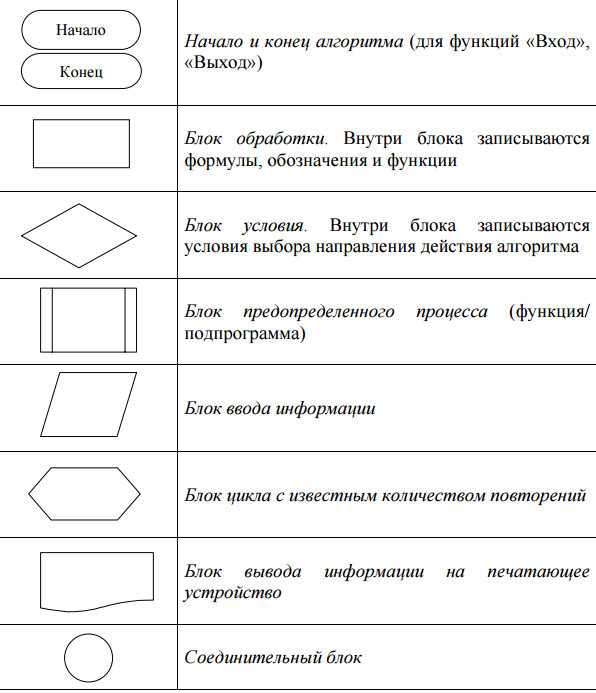 Начало
Конец
Начало и конец алгоритма (для функций «Вход»,
«Выход»)
Блок обработки. Внутри блока записываются
формулы, обозначения и функции
Блок условия. Внутри блока записываются
условия выбора направления действия алгоритма
Блок предопределенного процесса (функция/
подпрограмма)
Блок ввода информации
Блок цикла с известным количеством повторений
Блок вывода информации на печатающее
устройство
Соединительный блок